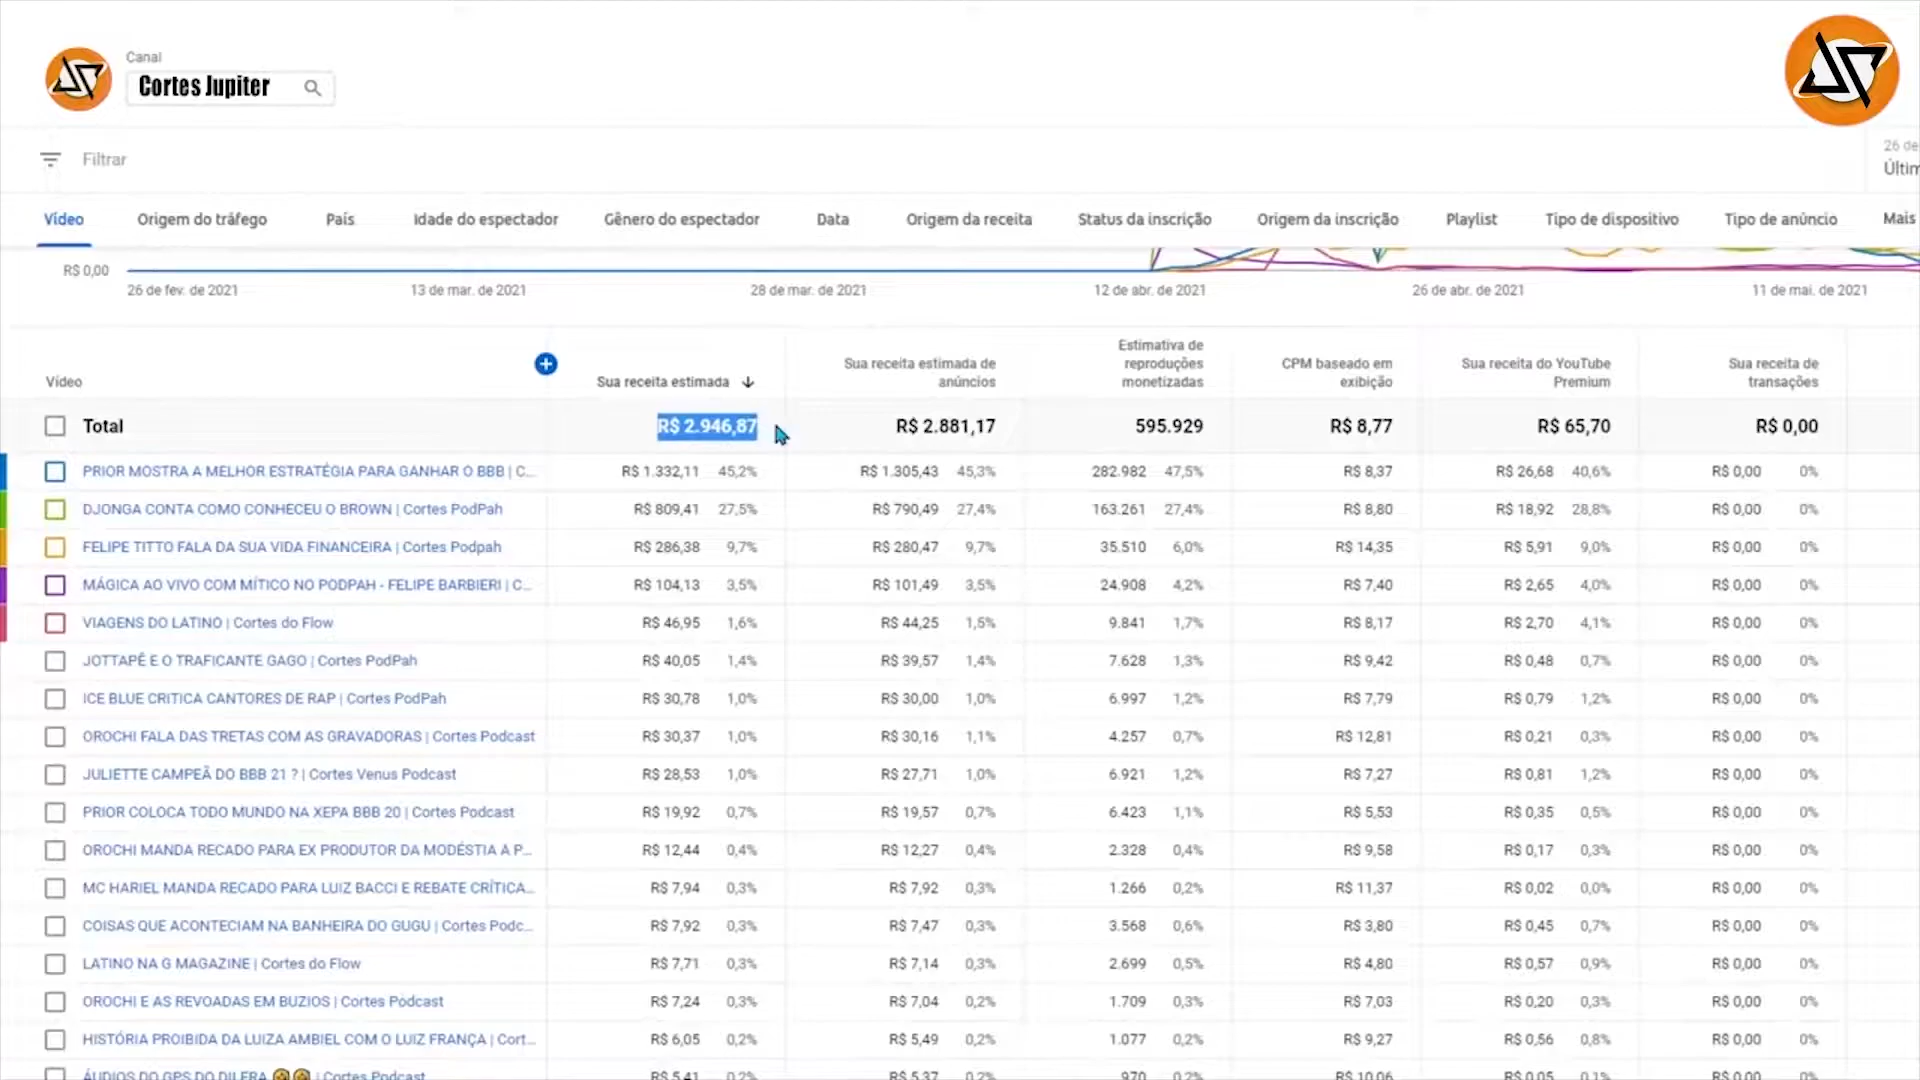 Canal
Cortes Jupiter
Filtrar
26 de
Últim
Vídeo Origem do tráfego País Idade do espectador Gênero do espectador Data Origem da receita Status da inscrição Origem da inscrição Playlist Tipo de dispositivo Tipo de anúncio Mais
R$ 0,00
26 de fev. de 2021 13 de mar. de 2021 28 de mar. de 2021 12 de abr. de 2021 26 de abr. de 2021 11 de mai. de 2021
Vídeo
Sua receita estimada
Sua receita estimada de
anúncios
Estimativa de
reproduções
monetizadas
CPM baseado em
exibição
Sua receita do YouTube
Premium
Sua receita de
transações
Total R$ 2.946,87 R$ 2.881,17 595.929 R$ 8,77 R$ 65,70 R$ 0,00
PRIOR MOSTRA A MELHOR ESTRATÉGIA PARA GANHAR O BBB | C... R$ 1.332,11 45,2% R$ 1.305,43 45,3% 282.982 47,5% R$ 8,37 R$ 26,68 40,6% R$ 0,00 0%
DJONGA CONTA COMO CONHECEU O BROWN | Cortes PodPah R$ 809,41 27,5% R$ 790,49 27,4% 163.261 27,4% R$ 8,80 R$ 18,92 28,8% R$ 0,00 0%
FELIPE TITTO FALA DA SUA VIDA FINANCEIRA | Cortes Podpah R$ 286,38 9,7% R$ 280,47 9,7% 35.510 6,0% R$ 14,35 R$ 5,91 9,0% R$ 0,00 0%
MÁGICA AO VIVO COM MÍTICO NO PODPAH - FELIPE BARBIERI | C... R$ 104,13 3,5% R$ 101,49 3,5% 24.908 4,2% R$ 7,40 R$ 2,65 4,0% R$ 0,00 0%
VIAGENS DO LATINO | Cortes do Flow R$ 46,95 1,6% R$ 44,25 1,5% 9.841 1,7% R$ 8,17 R$ 2,70 4,1% R$ 0,00 0%
JOTTAPÊ E O TRAFICANTE GAGO | Cortes PodPah R$ 40,05 1,4% R$ 39,57 1,4% 7.628 1,3% R$ 9,42 R$ 0,48 0,7% R$ 0,00 0%
ICE BLUE CRITICA CANTORES DE RAP | Cortes PodPah R$ 30,78 1,0% R$ 30,00 1,0% 6.997 1,2% R$ 7,79 R$ 0,79 1,2% R$ 0,00 0%
OROCHI FALA DAS TRETAS COM AS GRAVADORAS | Cortes Podcast R$ 30,37 1,0% R$ 30,16 1,1% 4.257 0,7% R$ 12,81 R$ 0,21 0,3% R$ 0,00 0%
JULIETTE CAMPEÃ DO BBB 21 ? | Cortes Venus Podcast R$ 28,53 1,0% R$ 27,71 1,0% 6.921 1,2% R$ 7,27 R$ 0,81 1,2% R$ 0,00 0%
PRIOR COLOCA TODO MUNDO NA XEPA BBB 20 | Cortes Podcast R$ 19,92 0,7% R$ 19,57 0,7% 6.423 1,1% R$ 5,53 R$ 0,35 0,5% R$ 0,00 0%
OROCHI MANDA RECADO PARA EX PRODUTOR DA MODÉSTIA A P... R$ 12,44 0,4% R$ 12,27 0,4% 2.328 0,4% R$ 9,58 R$ 0,17 0,3% R$ 0,00 0%
MC HARIEL MANDA RECADO PARA LUIZ BACCI E REBATE CRÍTICA... R$ 7,94 0,3% R$ 7,92 0,3% 1.266 0,2% R$ 11,37 R$ 0,02 0,0% R$ 0,00 0%
COISAS QUE ACONTECIAM NA BANHEIRA DO GUGU | Cortes Podc... R$ 7,92 0,3% R$ 7,47 0,3% 3.568 0,6% R$ 3,80 R$ 0,45 0,7% R$ 0,00 0%
LATINO NA G MAGAZINE | Cortes do Flow R$ 7,71 0,3% R$ 7,14 0,3% 2.699 0,5% R$ 4,80 R$ 0,57 0,9% R$ 0,00 0%
OROCHI E AS REVOADAS EM BUZIOS | Cortes Podcast R$ 7,24 0,3% R$ 7,04 0,2% 1.709 0,3% R$ 7,03 R$ 0,20 0,3% R$ 0,00 0%
HISTÓRIA PROIBIDA DA LUIZA AMBIEL COM O LUIZ FRANÇA | Cort... R$ 6,05 0,2% R$ 5,49 0,2% 1.077 0,2% R$ 9,27 R$ 0,56 0,8% R$ 0,00 0%
ÁUDIOS DO GPS DO DILERA | Cortes Podcast R$ 5,41 0,2% R$ 5,37 0,2% 970 0,2% R$ 10,06 R$ 0,05 0,1% R$ 0,00 0%